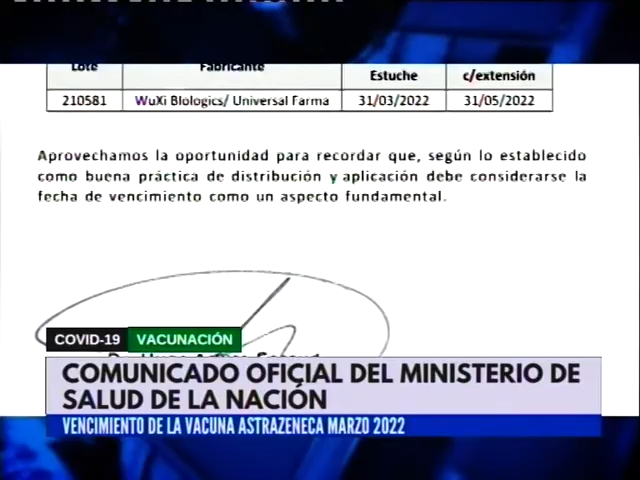 Lote Fabricante Estuche c/extensión
210581 WuXi Biologics/ Universal Farma 31/03/2022 31/05/2022
Aprovechamos la oportunidad para recordar que, según lo establecido
como buena práctica de distribución y aplicación debe considerarse la
fecha de vencimiento como un aspecto fundamental.
COVID-19 VACUNACIÓN
COMUNICADO OFICIAL DEL MINISTERIO DE
SALUD DE LA NACIÓN
VENCIMIENTO DE LA VACUNA ASTRAZENECA MARZO 2022